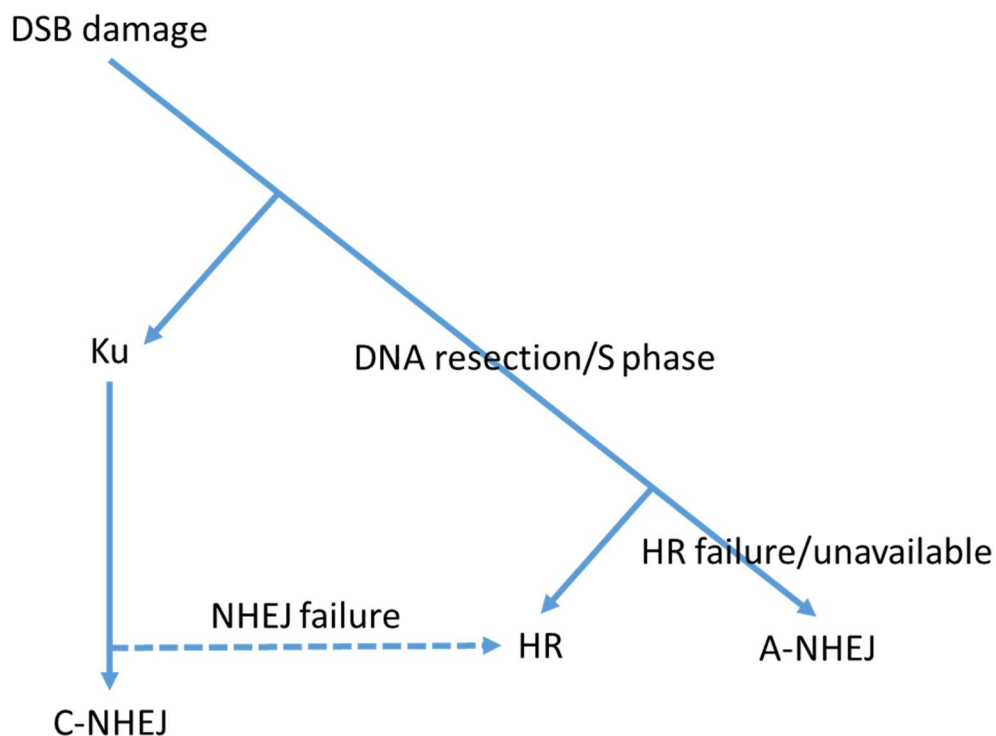 DSB damage
Ku
DNA resection/S phase
HR failure/unavailable
NHEJ failure
HR
A-NHEJ
C-NHEJ